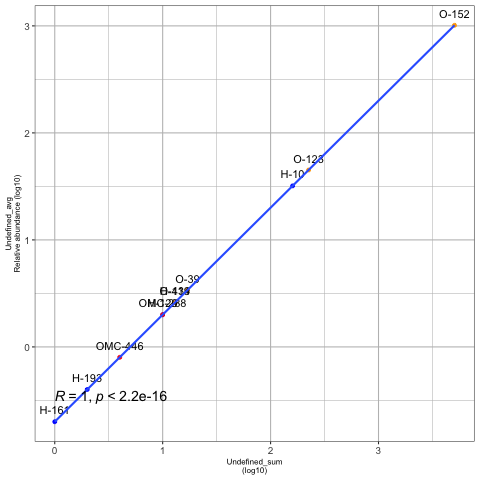 O-152
3
O-123
2
H-10
1
O-39
OMC-446
0
H-193
R = 1, p < 2.2e-16
H-161
0
1
2
3
Undefined_avg
Relative abundance (log10)
Undefined_sum
(log10)